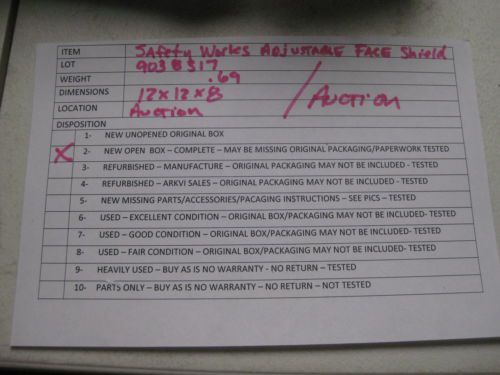 ITEM Safety Works Adjustable Face Shield
LOT 9038517
WEIGHT .69
DIMENSIONS 12 x 12 x 8 / Auction
LOCATION Auction
DISPOSITION
1- NEW UNOPENED ORIGINAL BOX
X 2- NEW OPEN BOX – COMPLETE – MAY BE MISSING ORIGINAL PACKAGING/PAPERWORK TESTED
3- REFURBISHED – MANUFACTURE – ORIGINAL PACKAGING MAY NOT BE INCLUDED - TESTED
4- REFURBISHED – ARKVI SALES – ORIGINAL PACKAGING MAY NOT BE INCLUDED - TESTED
5- NEW MISSING PARTS/ACCESSORIES/PACAGING INSTRUCTIONS – SEE PICS – TESTED
6- USED – EXCELLENT CONDITION – ORIGINAL BOX/PACKAGING MAY NOT BE INCLUDED- TESTED
7- USED – GOOD CONDITION – ORIGINAL BOX/PACKAGING MAY NOT BE INCLUDED- TESTED
8- USED – FAIR CONDITION – ORIGINAL BOX/PACKAGING MAY NOT BE INCLUDED- TESTED
9- HEAVILY USED – BUY AS IS NO WARRANTY - NO RETURN – TESTED
10- PARTS ONLY – BUY AS IS NO WARRANTY – NO RETURN – NOT TESTED